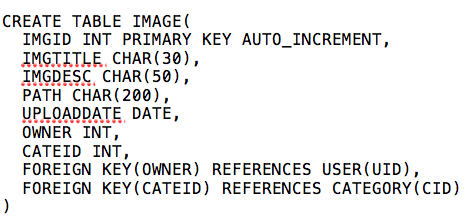 CREATE TABLE IMAGE(
IMGID INT PRIMARY KEY AUTO_INCREMENT,
IMGTITLE CHAR(30),
IMGDESC CHAR(50),
PATH CHAR(200),
UPLOADDATE DATE,
OWNER INT,
CATEID INT,
FOREIGN KEY(OWNER) REFERENCES USER(UID),
FOREIGN KEY(CATEID) REFERENCES CATEGORY(CID)
)